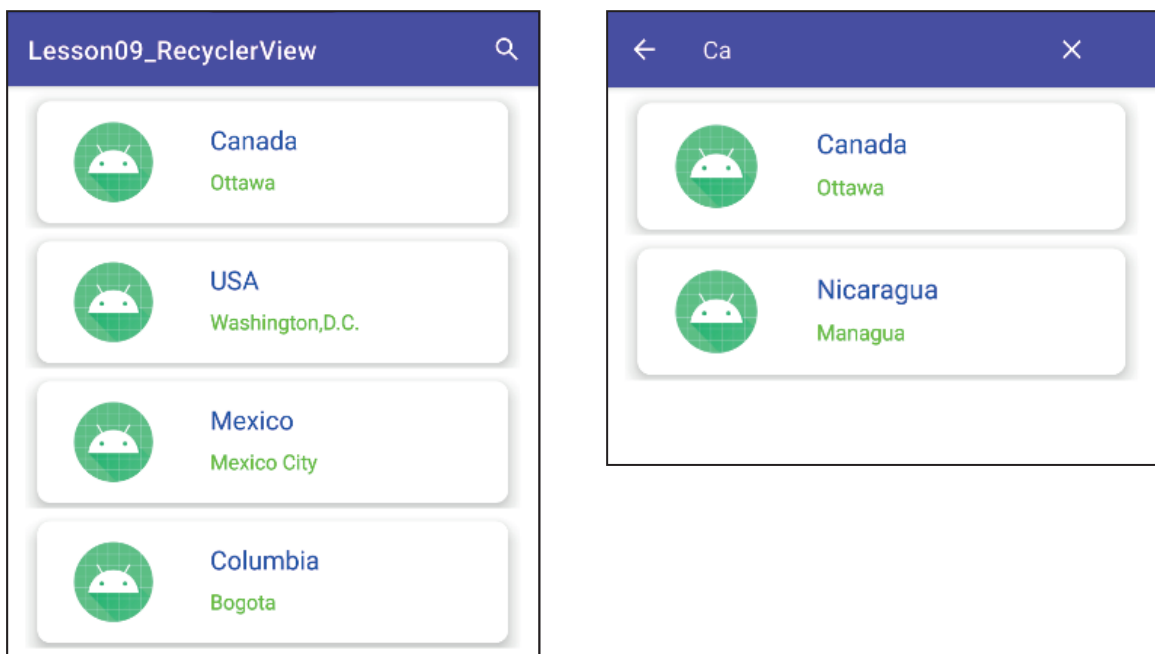 Lesson09_RecyclerView
Canada
Ottawa
USA
Washington,D.C.
Mexico
Mexico City
Columbia
Bogota
Ca
Canada
Ottawa
Nicaragua
Managua